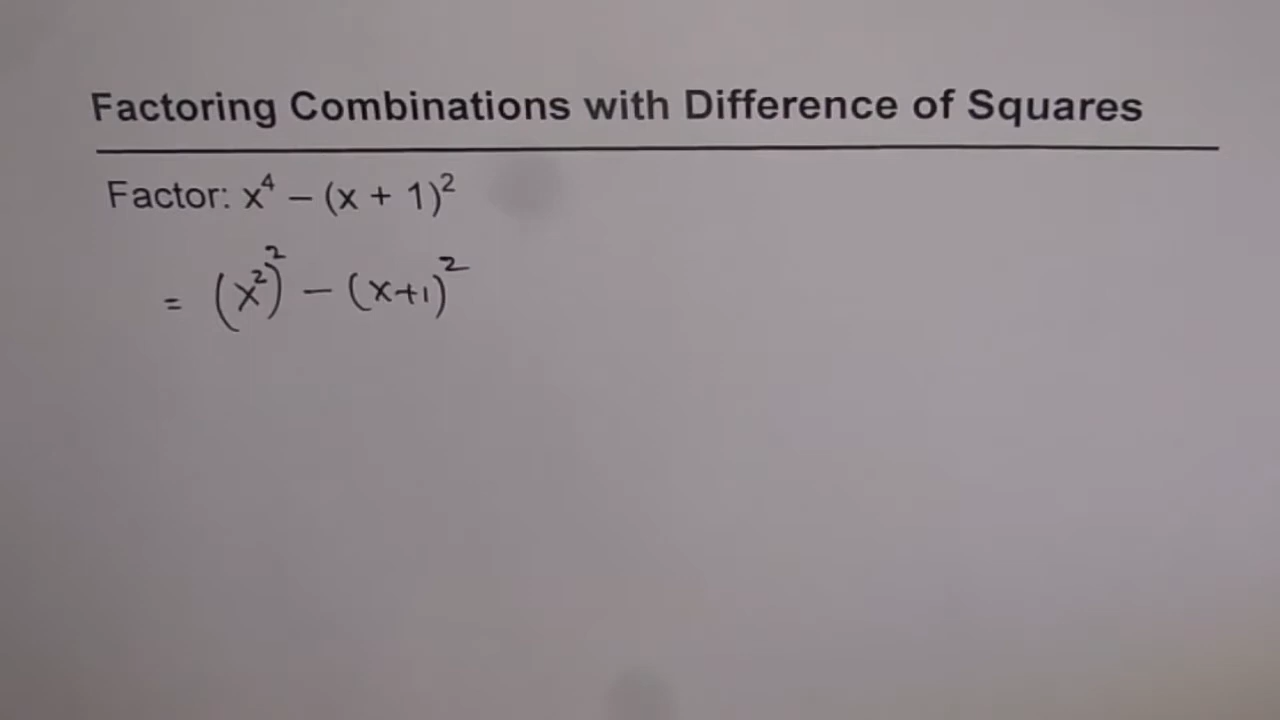 Factoring Combinations with Difference of Squares
Factor: x⁴ – (x + 1)²
= (x²)² – (x+1)²